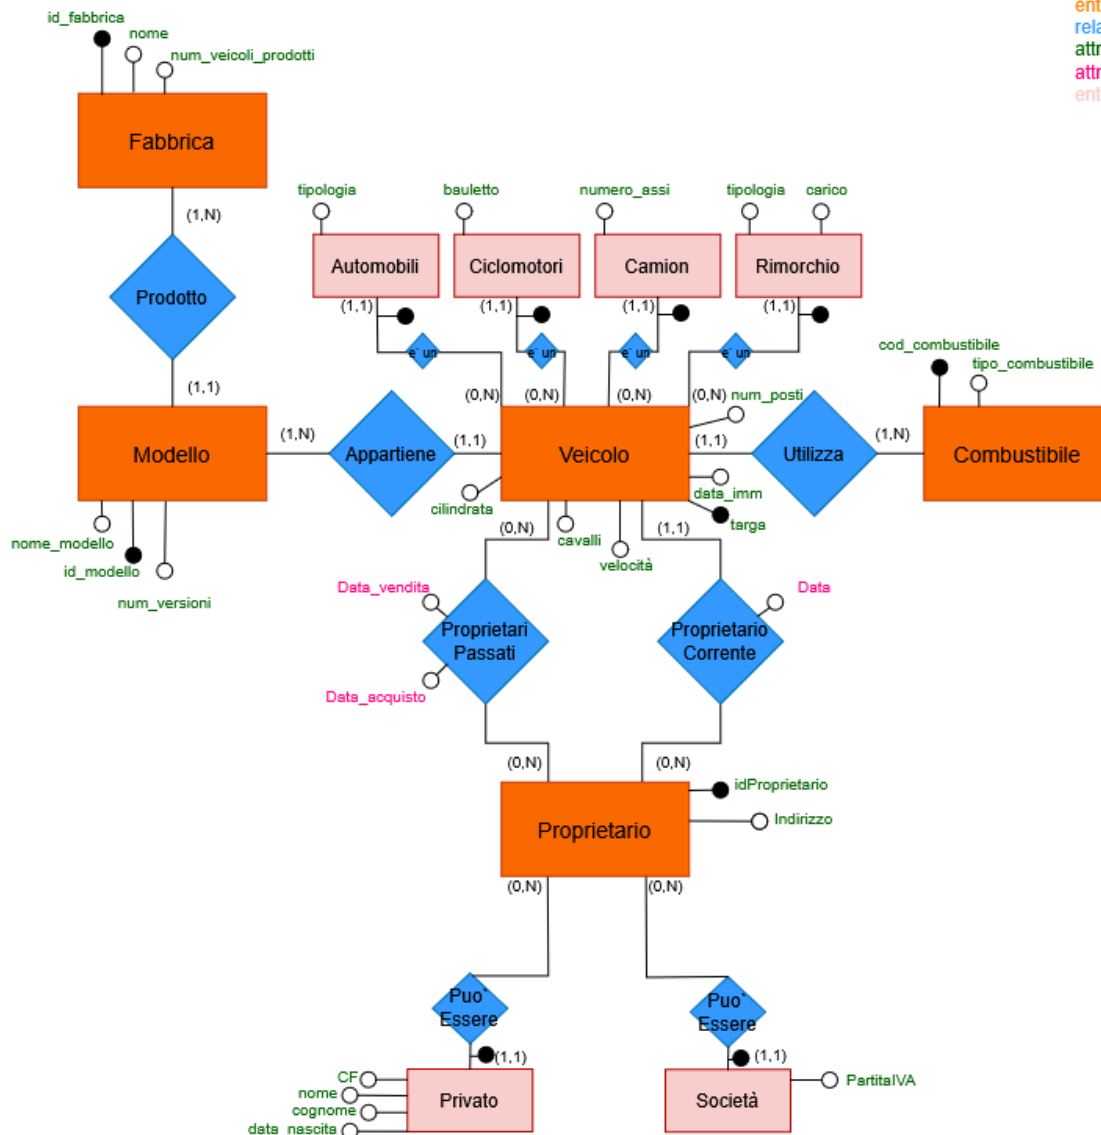 id_fabbrica
nome
num_veicoli_prodotti
Fabbrica
(1,N)
Prodotto
(1,1)
tipologia
bauletto
numero_assi
tipologia
carico
Automobili
Ciclomotori
Camion
Rimorchio
(1,1)
(1,1)
(1,1)
(1,1)
e` un
e` un
e` un
e` un
(0,N)
(0,N)
(0,N)
(0,N)
cod_combustibile
tipo_combustibile
num_posti
Modello
(1,N)
Appartiene
(1,1)
Veicolo
(1,1)
Utilizza
(1,N)
Combustibile
nome_modello
id_modello
num_versioni
cilindrata
(0,N)
cavalli
velocità
(1,1)
data_imm
targa
Data_vendita
Proprietari
Passati
Data_acquisto
Data
Proprietario
Corrente
(0,N)
(0,N)
Proprietario
idProprietario
Indirizzo
(0,N)
(0,N)
Puo`
Essere
(1,1)
Puo`
Essere
(1,1)
CF
nome
cognome
data_nascita
Privato
Società
PartitaIVA